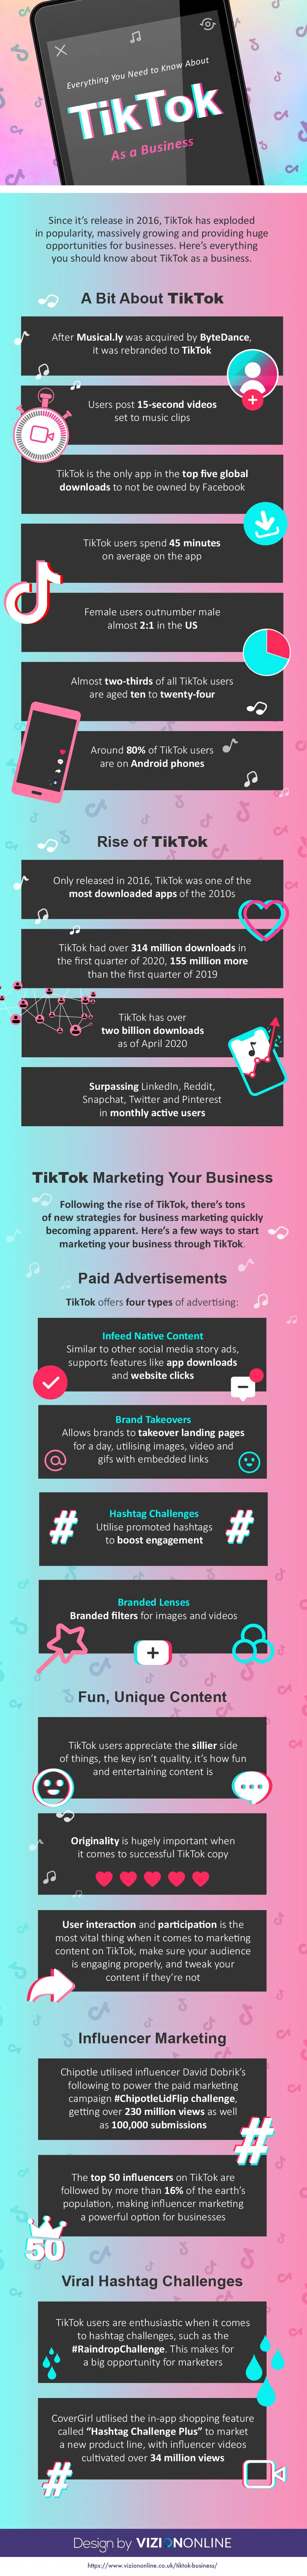 Everything You Need to Know About
TikTok
As a Business
Since it's release in 2016, TikTok has exploded
in popularity, massively growing and providing huge
opportunities for businesses. Here's everything
you should know about TikTok as a business.
A Bit About TikTok
After Musical.ly was acquired by ByteDance,
it was rebranded to TikTok
Users post 15-second videos
set to music clips
TikTok is the only app in the top five global
downloads to not be owned by Facebook
TikTok users spend 45 minutes
on average on the app
Female users outnumber male
almost 2:1 in the US
Almost two-thirds of all TikTok users
are aged ten to twenty-four
Around 80% of TikTok users
are on Android phones
Rise of TikTok
Only released in 2016, TikTok was one of the
most downloaded apps of the 2010s
TikTok had over 314 million downloads in
the first quarter of 2020, 155 million more
than the first quarter of 2019
TikTok has over
two billion downloads
as of April 2020
Surpassing LinkedIn, Reddit,
Snapchat, Twitter and Pinterest
in monthly active users
TikTok Marketing Your Business
Following the rise of TikTok, there's tons
of new strategies for business marketing quickly
becoming apparent. Here's a few ways to start
marketing your business through TikTok.
Paid Advertisements
TikTok offers four types of advertising:
Infeed Native Content
Similar to other social media story ads,
supports features like app downloads
and website clicks
Brand Takeovers
Allows brands to takeover landing pages
for a day, utilising images, video and
gifs with embedded links
Hashtag Challenges
Utilise promoted hashtags
to boost engagement
Branded Lenses
Branded filters for images and videos
Fun, Unique Content
TikTok users appreciate the sillier side
of things, the key isn't quality, it's how fun
and entertaining content is
Originality is hugely important when
it comes to successful TikTok copy
User interaction and participation is the
most vital thing when it comes to marketing
content on TikTok, make sure your audience
is engaging properly, and tweak your
content if they're not
Influencer Marketing
Chipotle utilised influencer David Dobrik's
following to power the paid marketing
campaign #ChipotleLidFlip challenge,
getting over 230 million views as well
as 100,000 submissions
The top 50 influencers on TikTok are
followed by more than 16% of the earth's
population, making influencer marketing
a powerful option for businesses
50
Viral Hashtag Challenges
TikTok users are enthusiastic when it comes
to hashtag challenges, such as the
#RaindropChallenge. This makes for
a big opportunity for marketers
CoverGirl utilised the in-app shopping feature
called "Hashtag Challenge Plus" to market
a new product line, with influencer videos
cultivated over 34 million views
Design by VIZIONONLINE
https://www.viziononline.co.uk/tiktok-business/